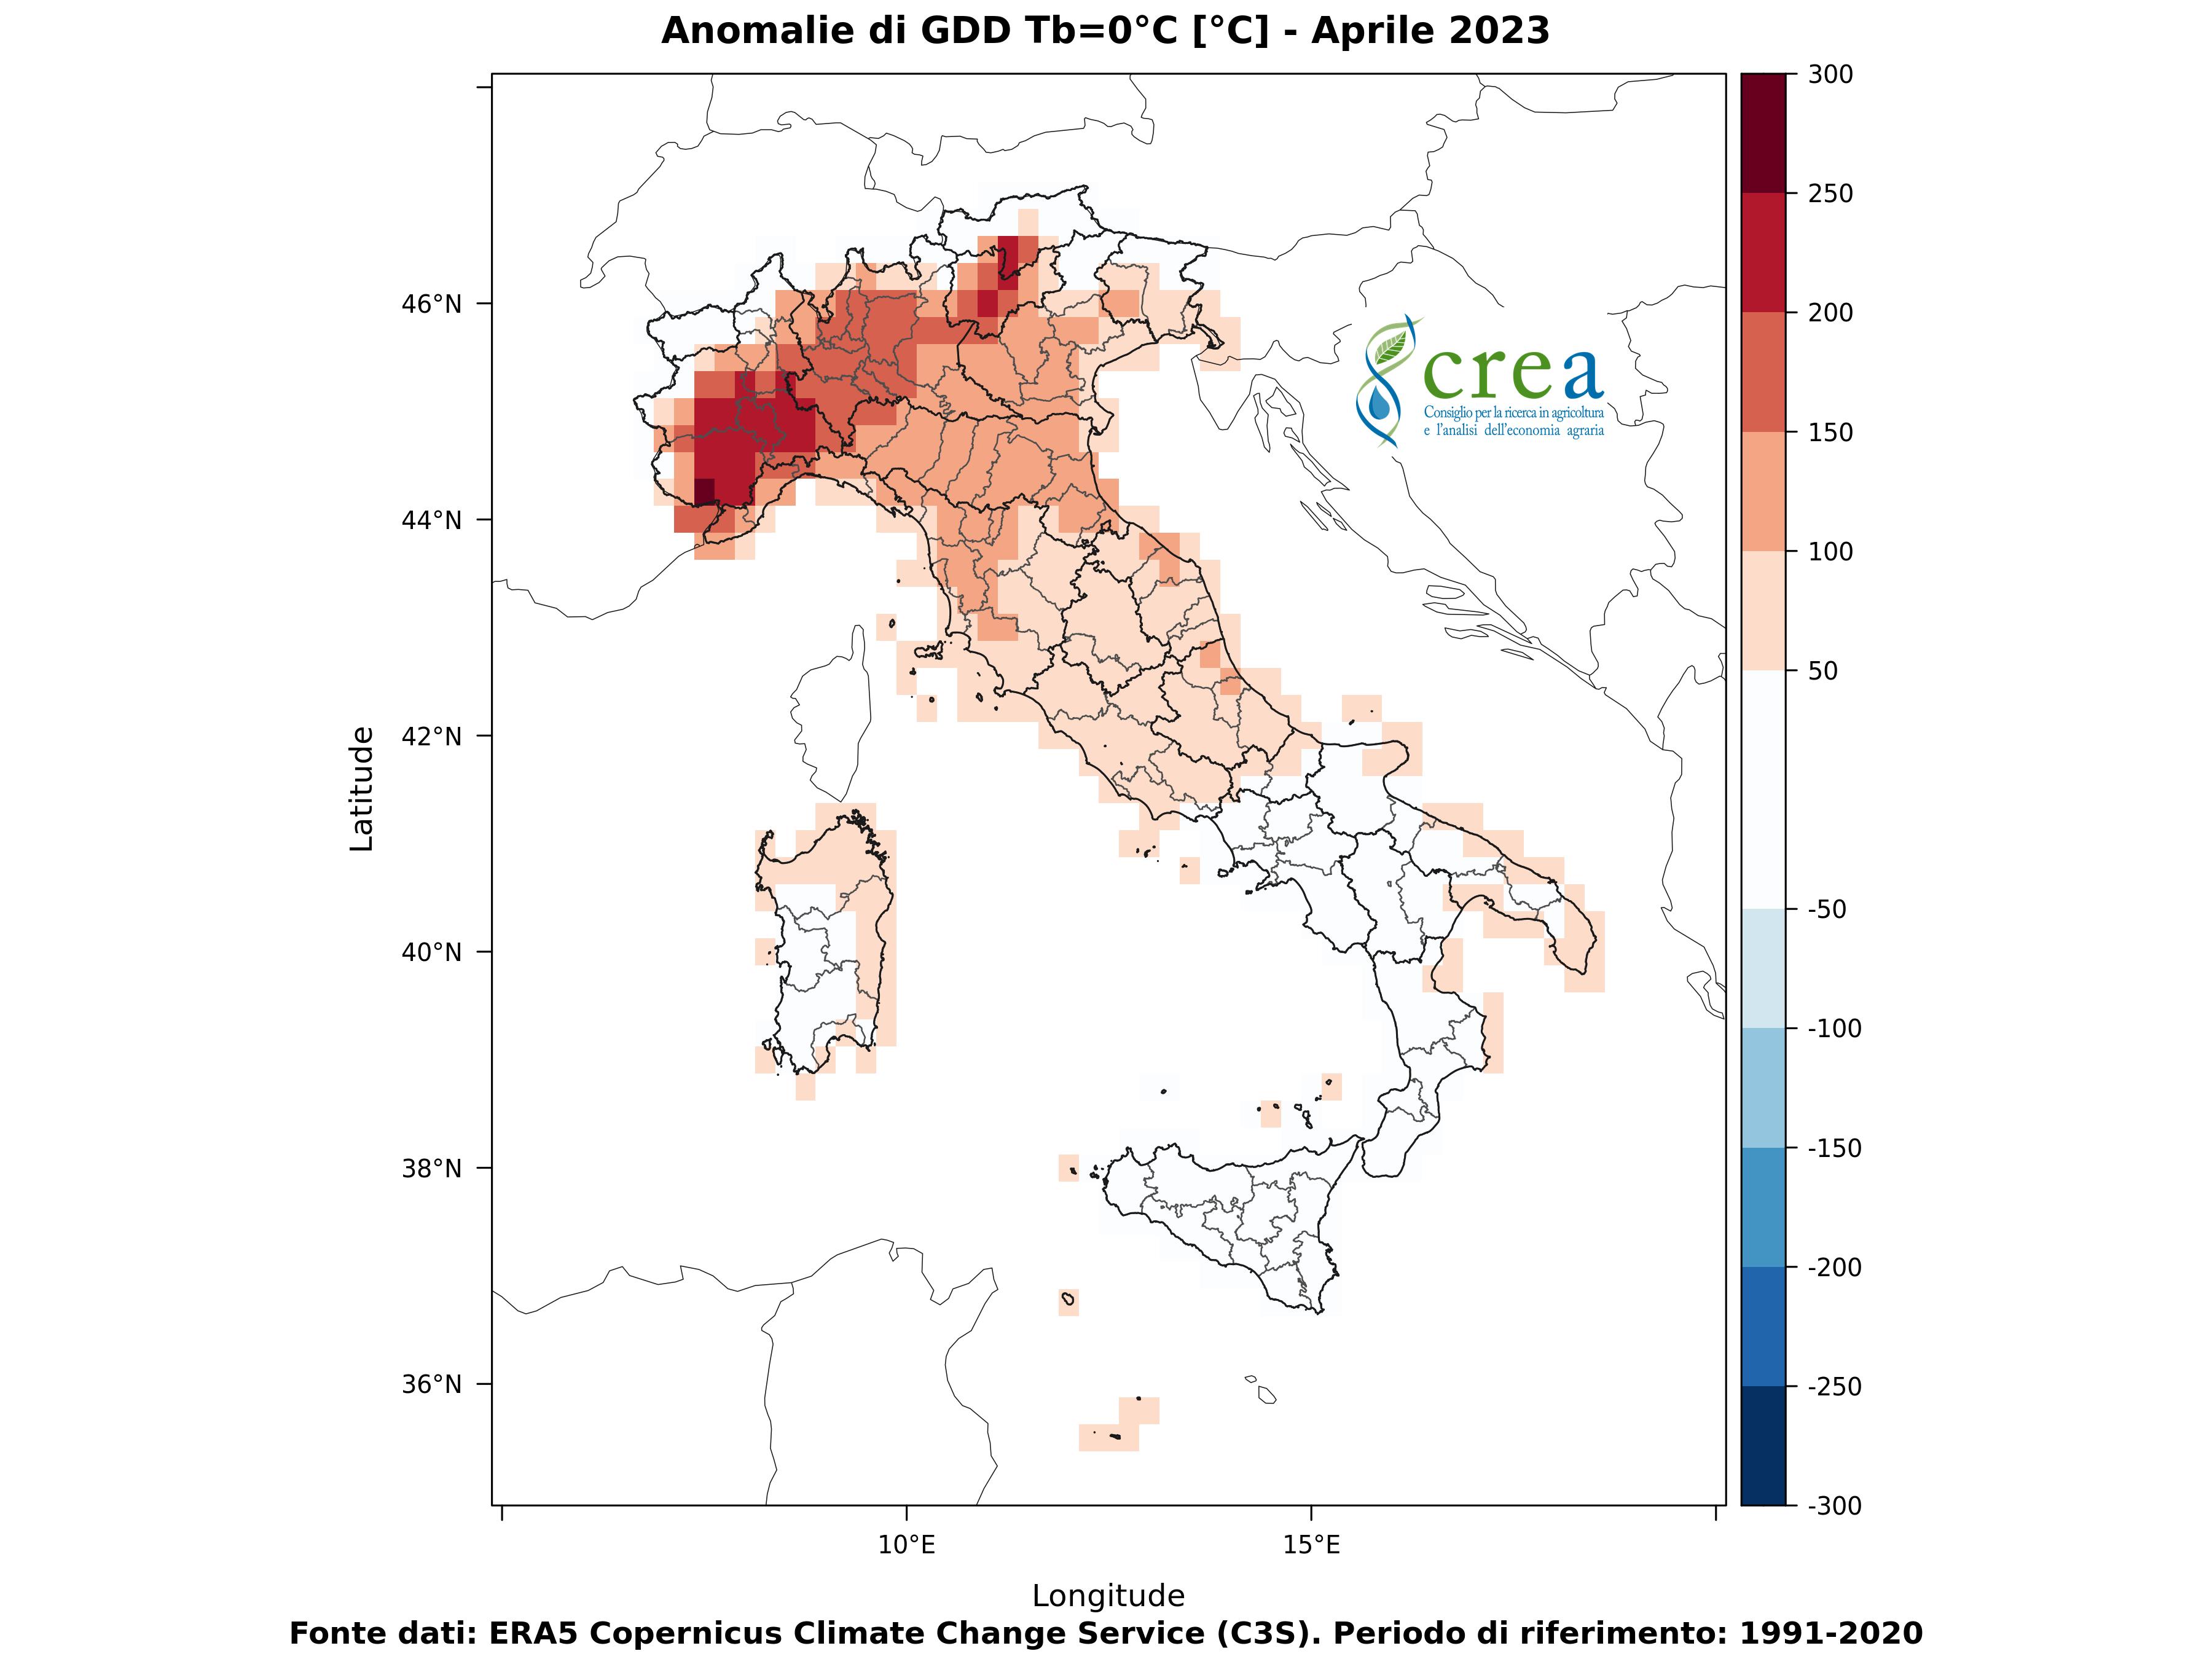 Anomalie di GDD Tb=0°C [°C] - Aprile 2023
300
250
200
150
100
50
-50
-100
-150
-200
-250
-300
46°N
44°N
42°N
40°N
38°N
36°N
Latitude
crea
Consiglio per la ricerca in agricoltura
e l'analisi dell'economia agraria
10°E
15°E
Longitude
Fonte dati: ERA5 Copernicus Climate Change Service (C3S). Periodo di riferimento: 1991-2020